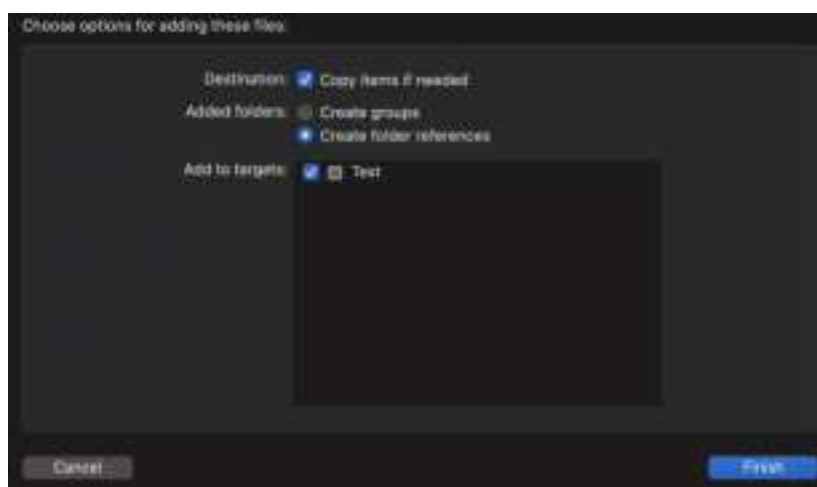 Choose options for adding these files:
Destination: Copy items if needed
Added folders: Create groups
Create folder references
Add to targets: Test
Cancel
Finish